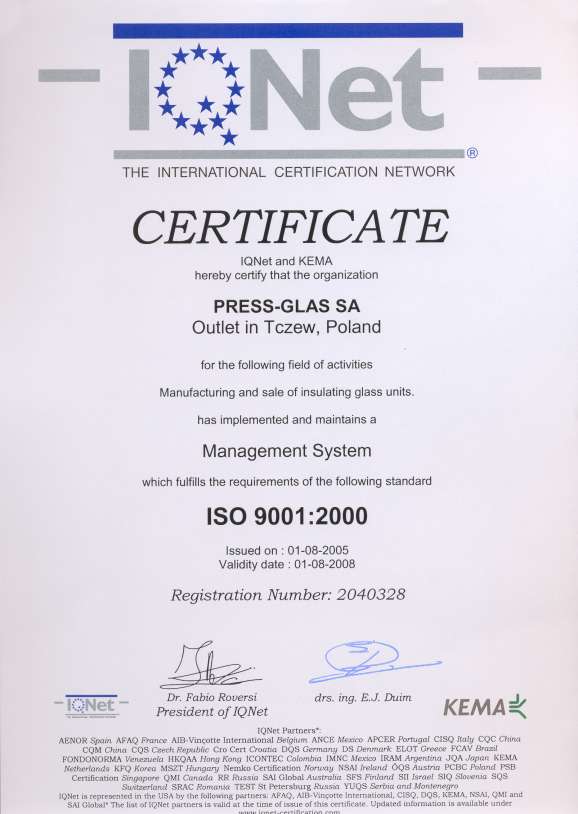 IQNet
®
THE INTERNATIONAL CERTIFICATION NETWORK
CERTIFICATE
IQNet and KEMA
hereby certify that the organization
PRESS-GLAS SA
Outlet in Tczew, Poland
for the following field of activities
Manufacturing and sale of insulating glass units.
has implemented and maintains a
Management System
which fulfills the requirements of the following standard
ISO 9001:2000
Issued on : 01-08-2005
Validity date : 01-08-2008
Registration Number: 2040328
IQNet
Dr. Fabio Roversi
President of IQNet
drs. ing. E.J. Duim
KEMA
IQNet Partners*:
AENOR Spain AFAQ France AIB-Vinçotte International Belgium ANCE Mexico APCER Portugal CISQ Italy CQC China
CQM China CQS Czech Republic Cro Cert Croatia DQS Germany DS Denmark ELOT Greece FCAV Brazil
FONDONORMA Venezuela HKQAA Hong Kong ICONTEC Colombia IMNC Mexico IRAM Argentina JQA Japan KEMA
Netherlands KFQ Korea MSZT Hungary Nemko Certification Norway NSAI Ireland ÖQS Austria PCBC Poland PSB
Certification Singapore QMI Canada RR Russia SAI Global Australia SFS Finland SII Israel SIQ Slovenia SQS
Switzerland SRAC Romania TEST St Petersburg Russia YUQS Serbia and Montenegro
IQNet is represented in the USA by the following partners: AFAQ, AIB-Vinçotte International, CISQ, DQS, KEMA, NSAI, QMI and
SAI Global* The list of IQNet partners is valid at the time of issue of this certificate. Updated information is available under
www.iqnet-certification.com